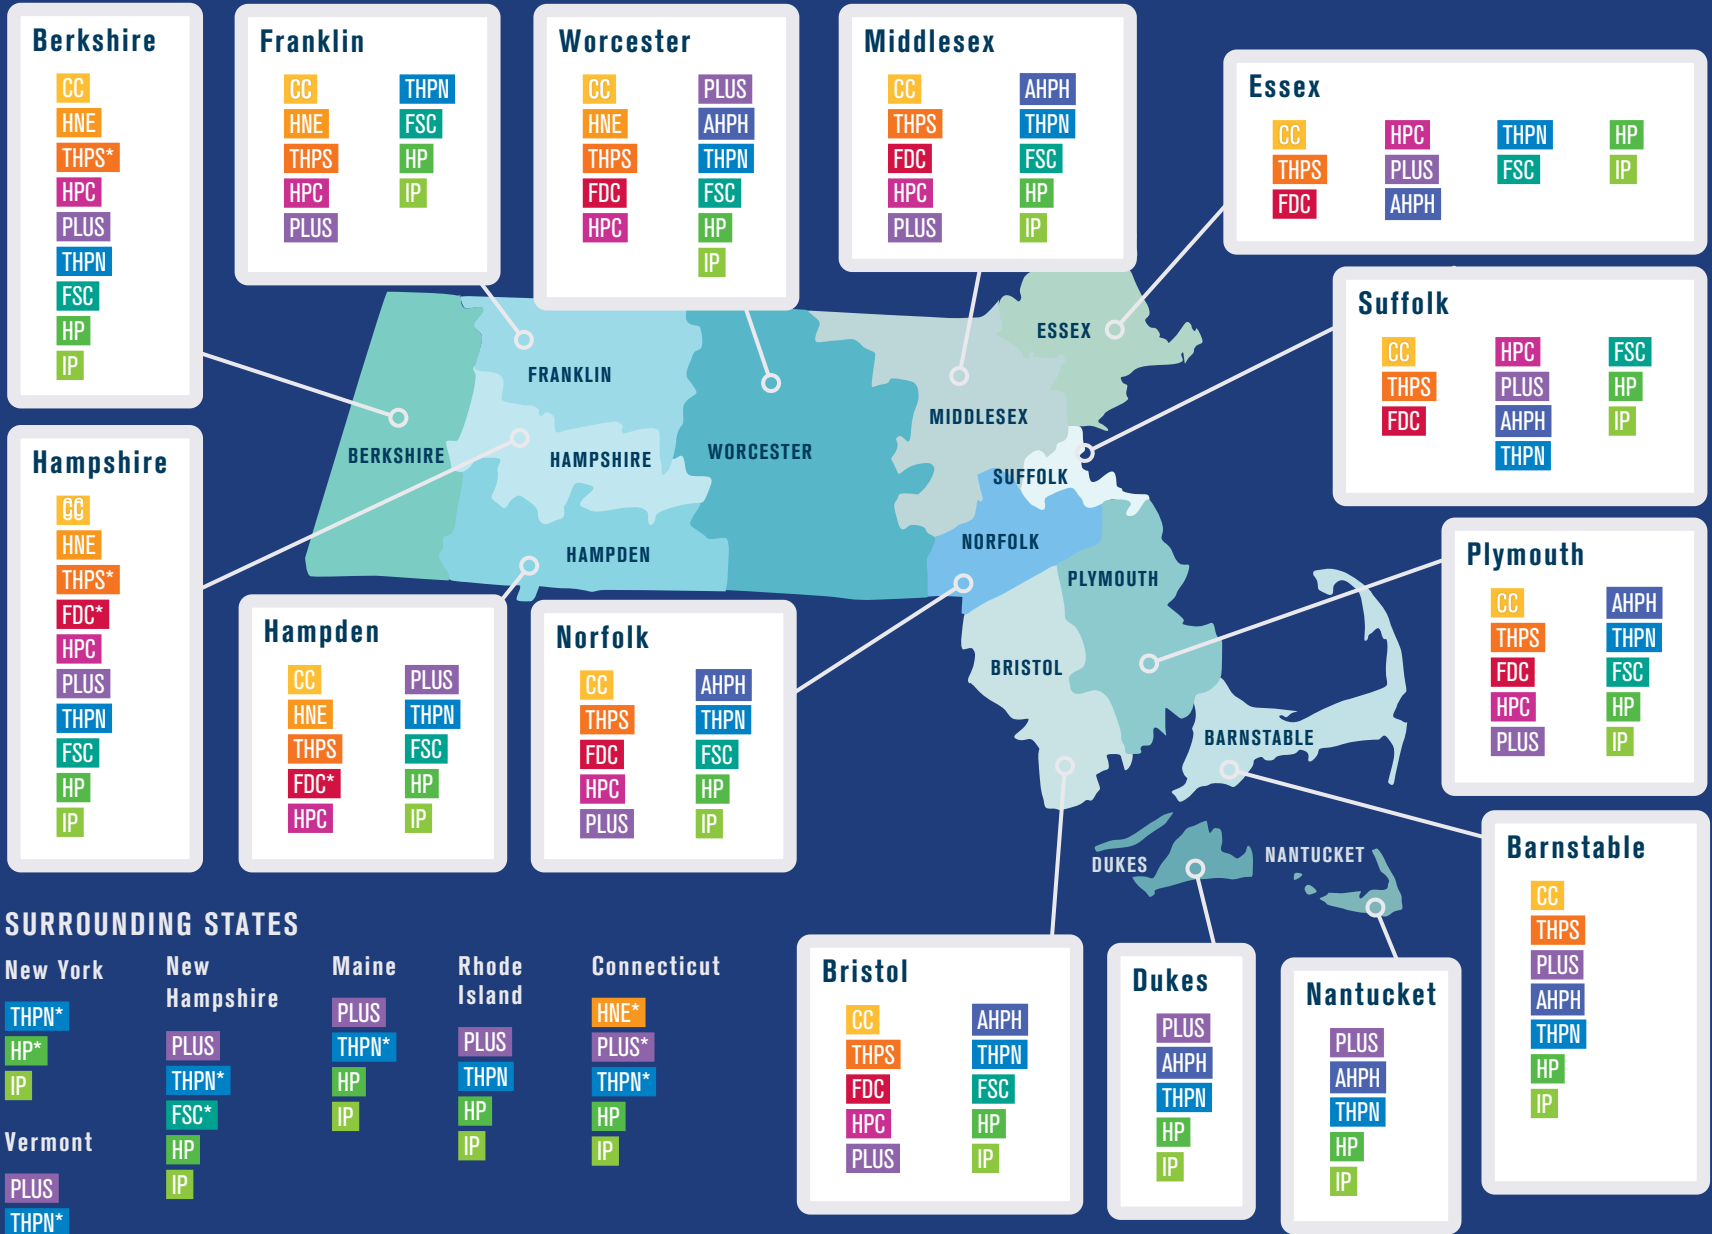 Berkshire
CC
HNE
THPS*
HPC
PLUS
THPN
FSC
HP
IP
Franklin
CC
HNE
THPS
HPC
PLUS
THPN
FSC
HP
IP
Worcester
CC
HNE
THPS
FDC
HPC
PLUS
AHPH
THPN
FSC
HP
IP
Middlesex
CC
THPS
FDC
HPC
PLUS
AHPH
THPN
FSC
HP
IP
Essex
CC
THPS
FDC
HPC
PLUS
AHPH
THPN
FSC
HP
IP
Suffolk
CC
THPS
FDC
HPC
PLUS
AHPH
THPN
FSC
HP
IP
ESSEX
FRANKLIN
MIDDLESEX
BERKSHIRE
HAMPSHIRE
WORCESTER
SUFFOLK
NORFOLK
HAMPDEN
PLYMOUTH
BRISTOL
BARNSTABLE
DUKES
NANTUCKET
Hampshire
CC
HNE
THPS*
FDC*
HPC
PLUS
THPN
FSC
HP
IP
Hampden
CC
HNE
THPS
FDC*
HPC
PLUS
THPN
FSC
HP
IP
Norfolk
CC
THPS
FDC
HPC
PLUS
AHPH
THPN
FSC
HP
IP
Plymouth
CC
THPS
FDC
HPC
PLUS
AHPH
THPN
FSC
HP
IP
Barnstable
CC
THPS
PLUS
AHPH
THPN
HP
IP
Bristol
CC
THPS
FDC
HPC
PLUS
AHPH
THPN
FSC
HP
IP
Dukes
PLUS
AHPH
THPN
HP
IP
Nantucket
PLUS
AHPH
THPN
HP
IP
SURROUNDING STATES
New York
THPN*
HP*
IP
Vermont
PLUS
THPN*
New
Hampshire
PLUS
THPN*
FSC*
HP
IP
Maine
PLUS
THPN*
HP
IP
Rhode
Island
PLUS
THPN
HP
IP
Connecticut
HNE*
PLUS*
THPN*
HP
IP